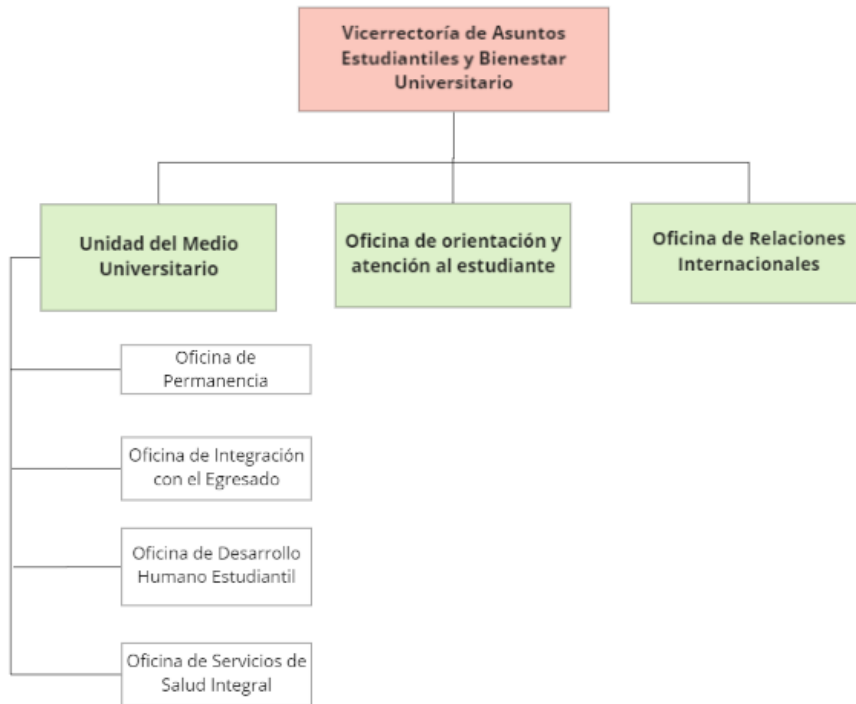 Vicerrectoría de Asuntos
Estudiantiles y Bienestar
Universitario
Unidad del Medio
Universitario
Oficina de orientación y
atención al estudiante
Oficina de Relaciones
Internacionales
Oficina de
Permanencia
Oficina de Integración
con el Egresado
Oficina de Desarrollo
Humano Estudiantil
Oficina de Servicios de
Salud Integral